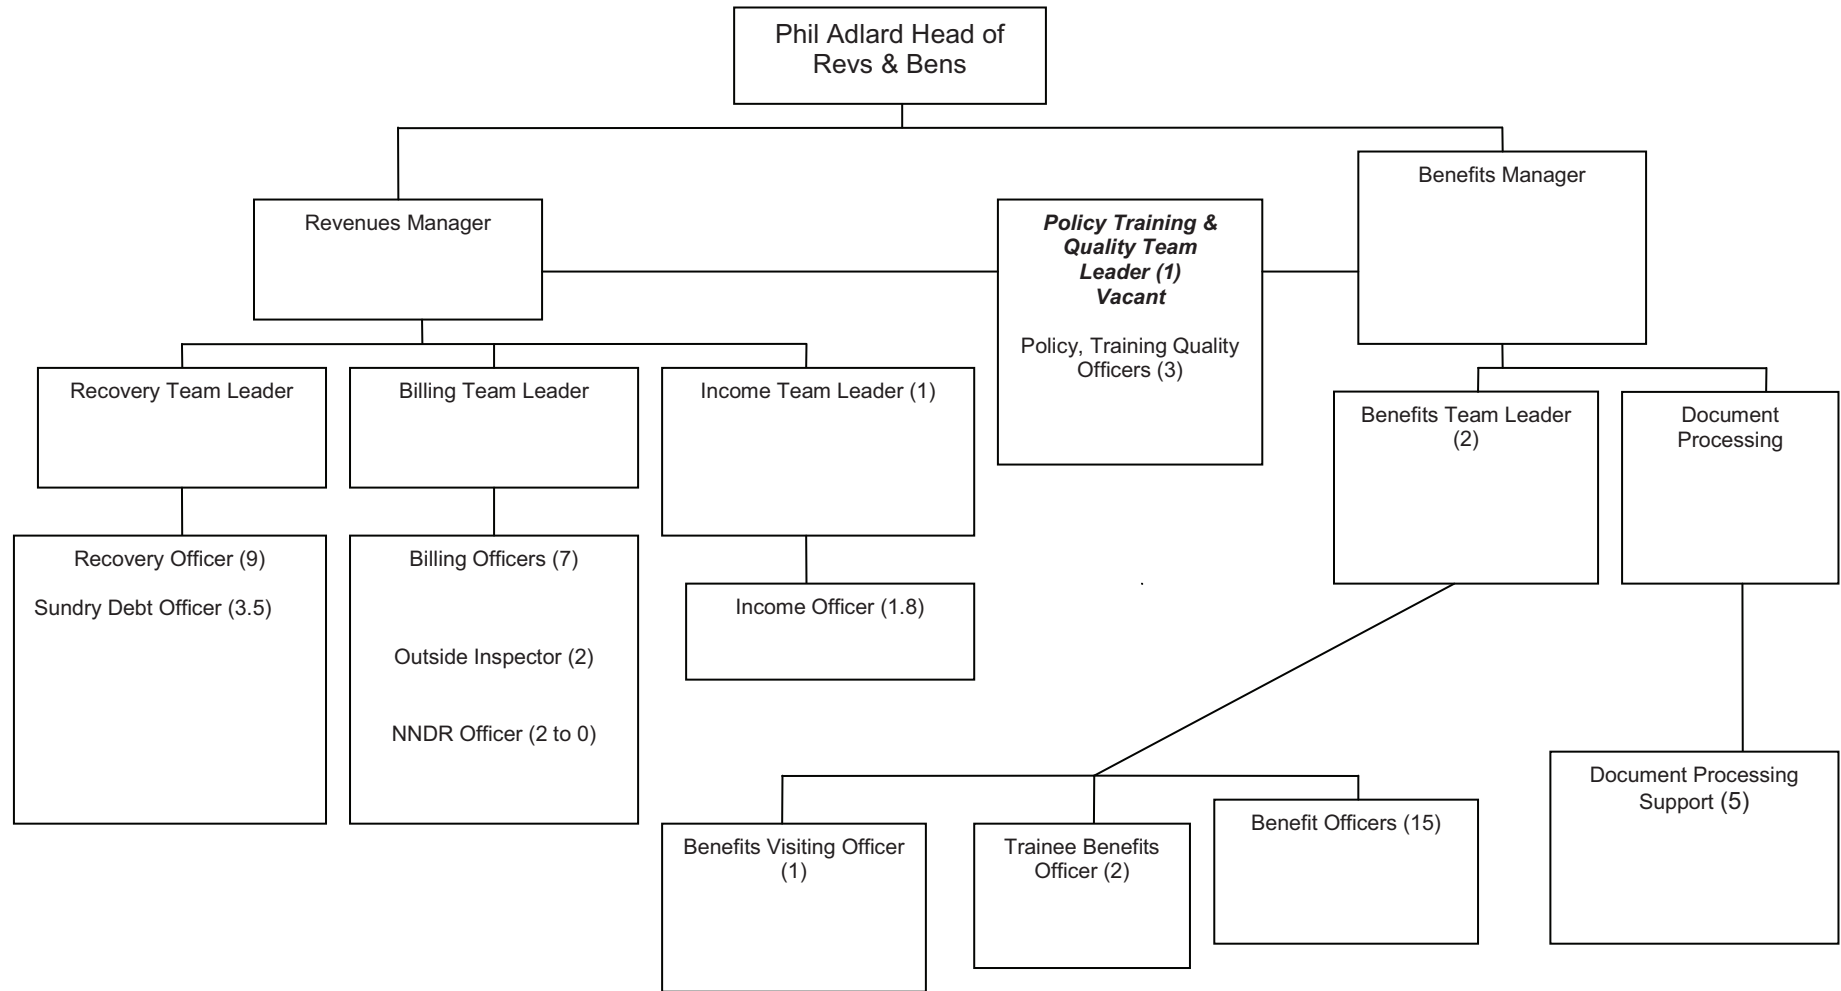 Phil Adlard Head of
Revs & Bens
Benefits Manager
Revenues Manager
Policy Training &
Quality Team
Leader (1)
Vacant
Policy, Training Quality
Officers (3)
Recovery Team Leader
Billing Team Leader
Income Team Leader (1)
Benefits Team Leader
(2)
Document
Processing
Recovery Officer (9)
Sundry Debt Officer (3.5)
Billing Officers (7)
Outside Inspector (2)
NNDR Officer (2 to 0)
Income Officer (1.8)
Document Processing
Support (5)
Benefits Visiting Officer
(1)
Trainee Benefits
Officer (2)
Benefit Officers (15)